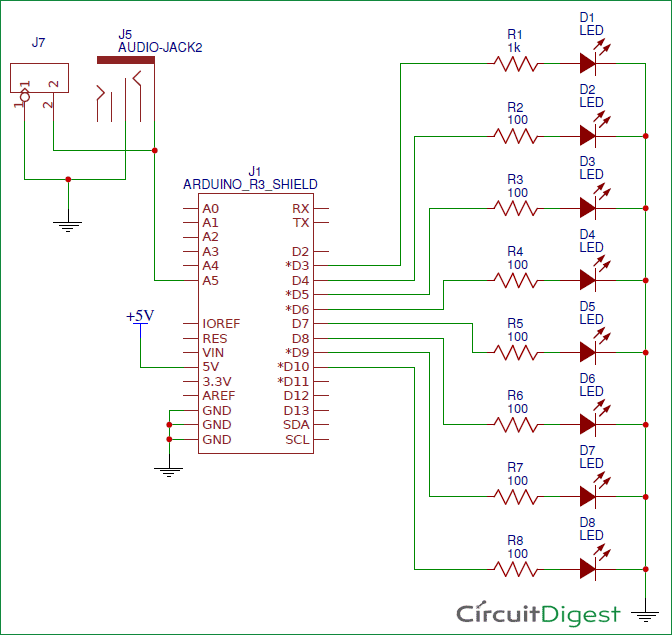 J7
1
2
1
2
J5
AUDIO-JACK2
J1
ARDUINO_R3_SHIELD
A0
A1
A2
A3
A4
A5
IOREF
RES
VIN
5V
3.3V
AREF
GND
GND
GND
RX
TX
D2
*D3
D4
*D5
*D6
D7
D8
*D9
*D10
*D11
D12
D13
SDA
SCL
+5V
R1
1k
D1
LED
R2
100
D2
LED
R3
100
D3
LED
R4
100
D4
LED
R5
100
D5
LED
R6
100
D6
LED
R7
100
D7
LED
R8
100
D8
LED
CircuitDigest